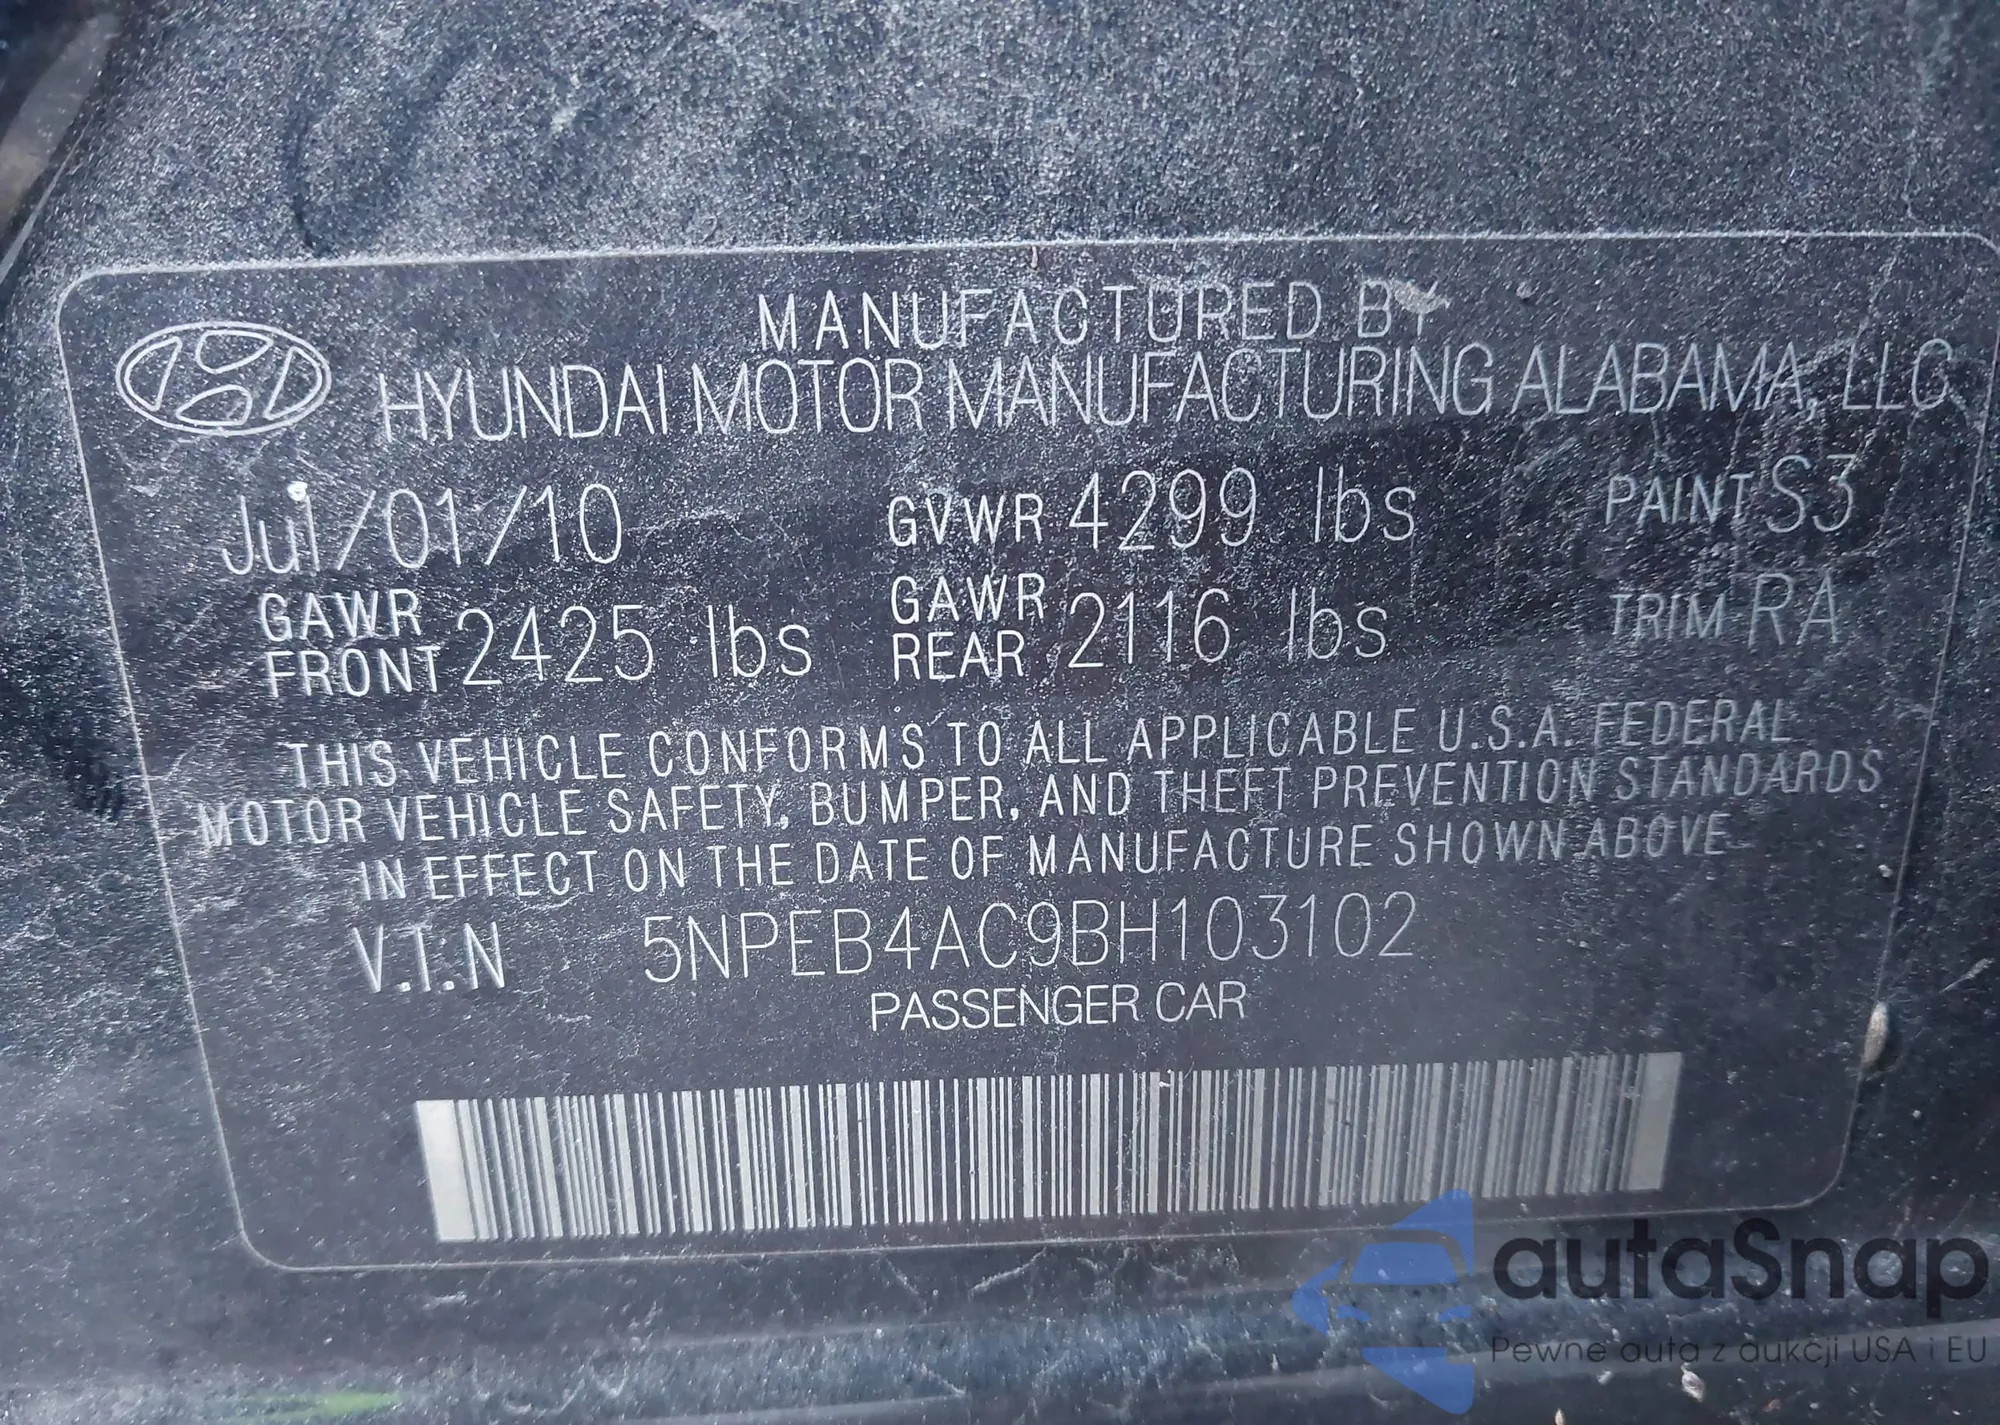 MANUFACTURED BY
HYUNDAI MOTOR MANUFACTURING ALABAMA, LLC
Jul/01/10 GVWR 4299 lbs PAINT S3
GAWR FRONT 2425 lbs GAWR REAR 2116 lbs TRIM RA
THIS VEHICLE CONFORMS TO ALL APPLICABLE U.S.A. FEDERAL
MOTOR VEHICLE SAFETY, BUMPER, AND THEFT PREVENTION STANDARDS
IN EFFECT ON THE DATE OF MANUFACTURE SHOWN ABOVE
V.I.N 5NPEB4AC9BH103102
PASSENGER CAR
autaSnap
Pewne auta z aukcji USA i EU